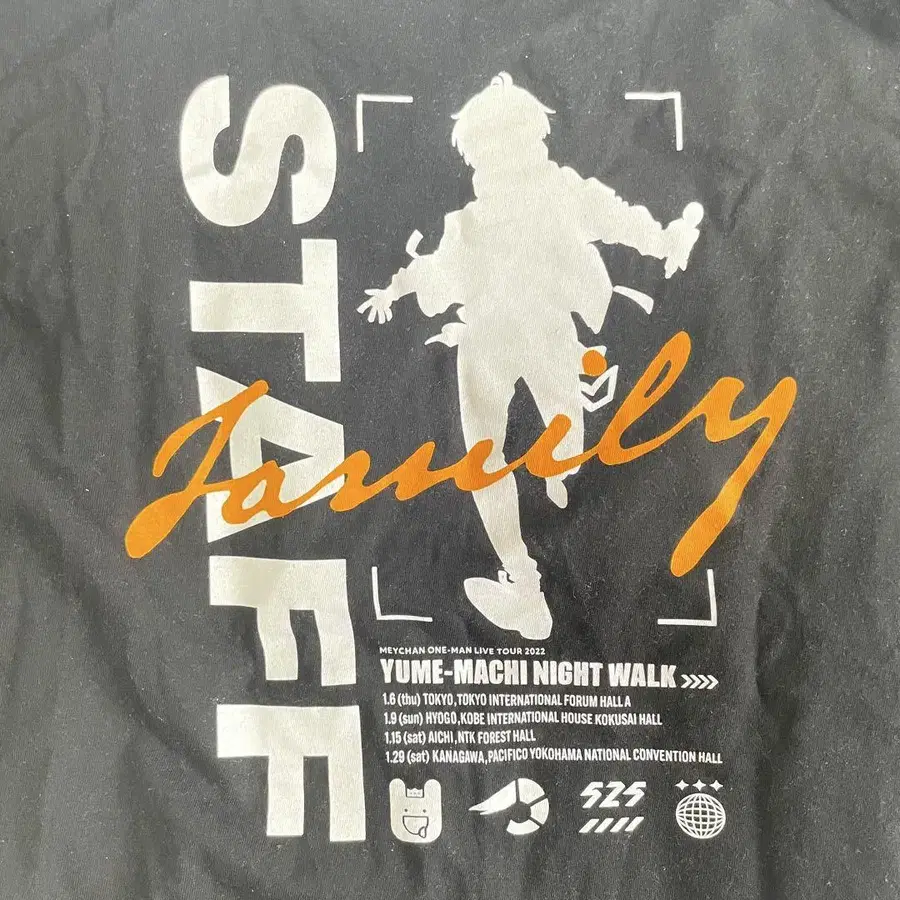 STAFF
Family
MEYCHAN ONE-MAN LIVE TOUR 2022
YUME-MACHI NIGHT WALK
1.6 (thu) TOKYO,TOKYO INTERNATIONAL FORUM HALL A
1.9 (sun) HYOGO,KOBE INTERNATIONAL HOUSE KOKUSAI HALL
1.15 (sat) AICHI,NTK FOREST HALL
1.29 (sat) KANAGAWA,PACIFICO YOKOHAMA NATIONAL CONVENTION HALL
525